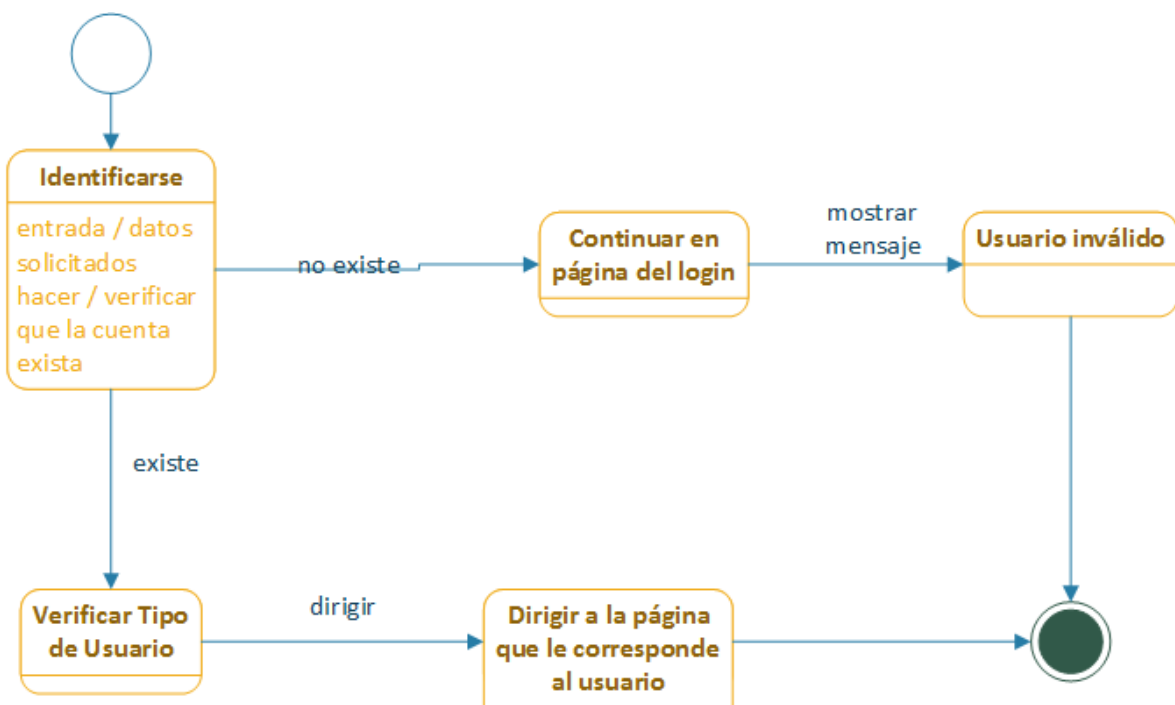 Identificarse
entrada / datos
solicitados
hacer / verificar
que la cuenta
exista
no existe
Continuar en
página del login
mostrar
mensaje
Usuario inválido
existe
Verificar Tipo
de Usuario
dirigir
Dirigir a la página
que le corresponde
al usuario